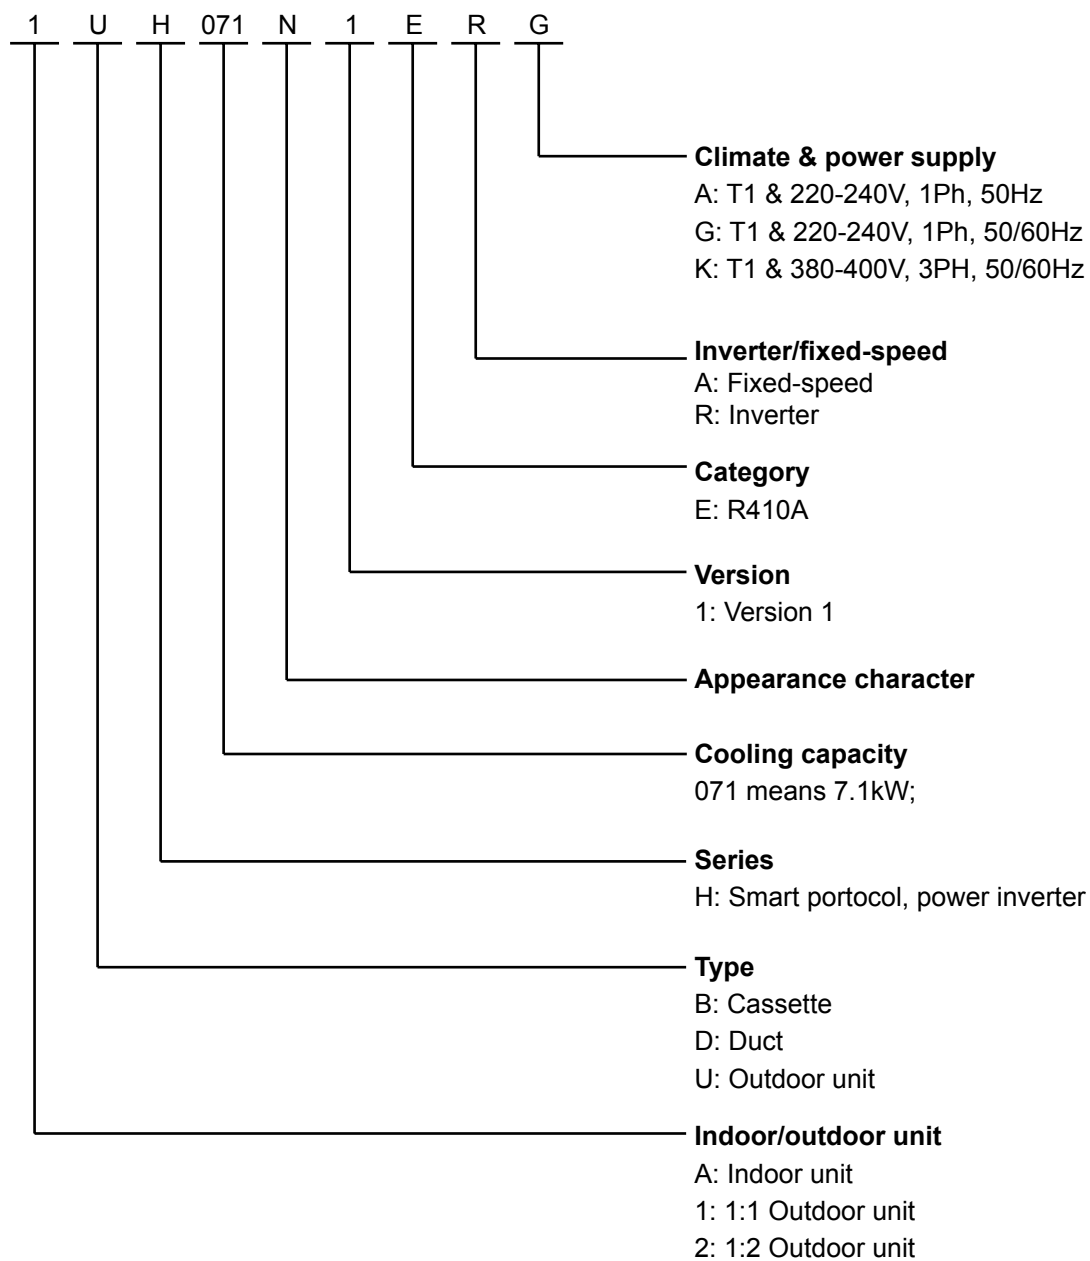 1 U H 071 N 1 E R G
Climate & power supply
A: T1 & 220-240V, 1Ph, 50Hz
G: T1 & 220-240V, 1Ph, 50/60Hz
K: T1 & 380-400V, 3PH, 50/60Hz
Inverter/fixed-speed
A: Fixed-speed
R: Inverter
Category
E: R410A
Version
1: Version 1
Appearance character
Cooling capacity
071 means 7.1kW;
Series
H: Smart portocol, power inverter
Type
B: Cassette
D: Duct
U: Outdoor unit
Indoor/outdoor unit
A: Indoor unit
1: 1:1 Outdoor unit
2: 1:2 Outdoor unit